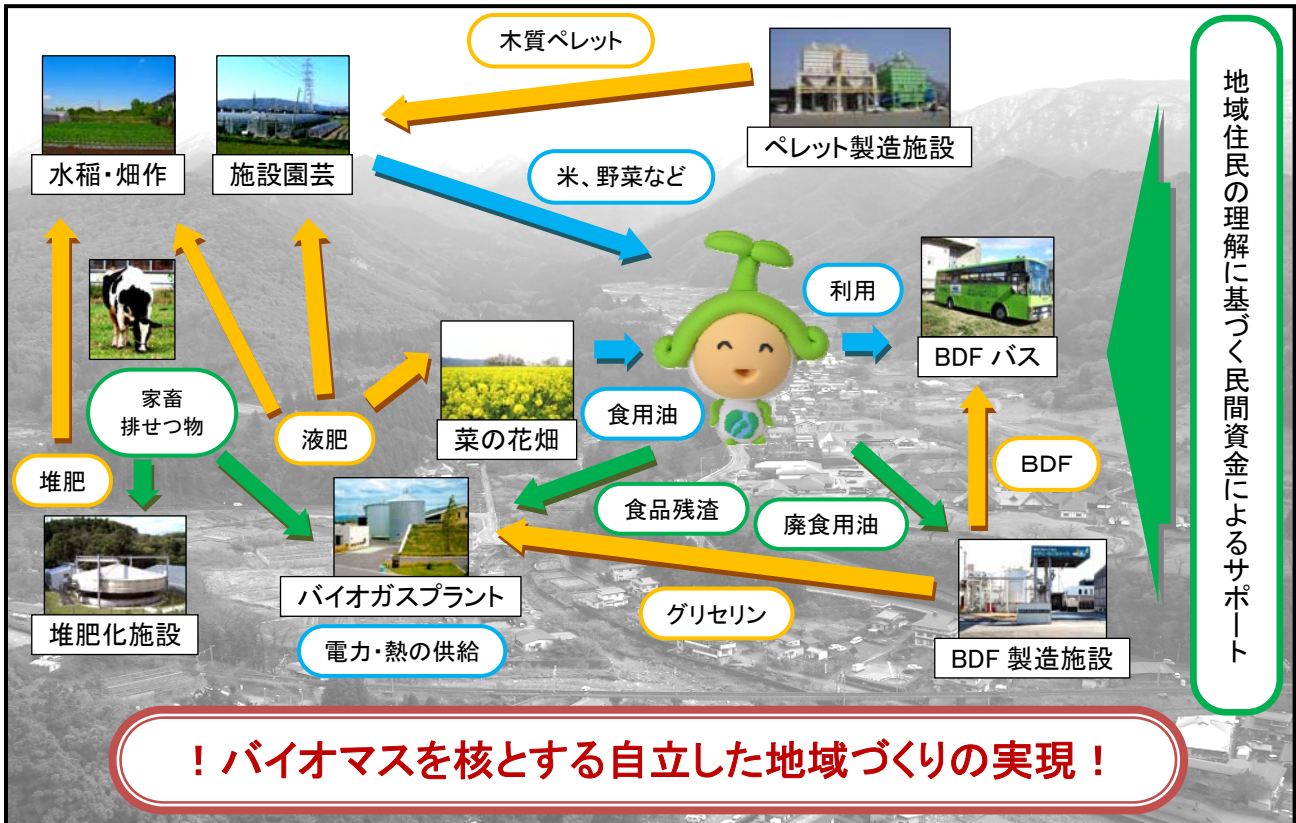 木質ペレット
ペレット製造施設
水稲・畑作
施設園芸
米、野菜など
利用
BDF バス
家畜
排せつ物
液肥
菜の花畑
食用油
堆肥
BDF
食品残渣
廃食用油
堆肥化施設
バイオガスプラント
電力・熱の供給
グリセリン
BDF 製造施設
地域住民の理解に基づく民間資金によるサポート
！バイオマスを核とする自立した地域づくりの実現！